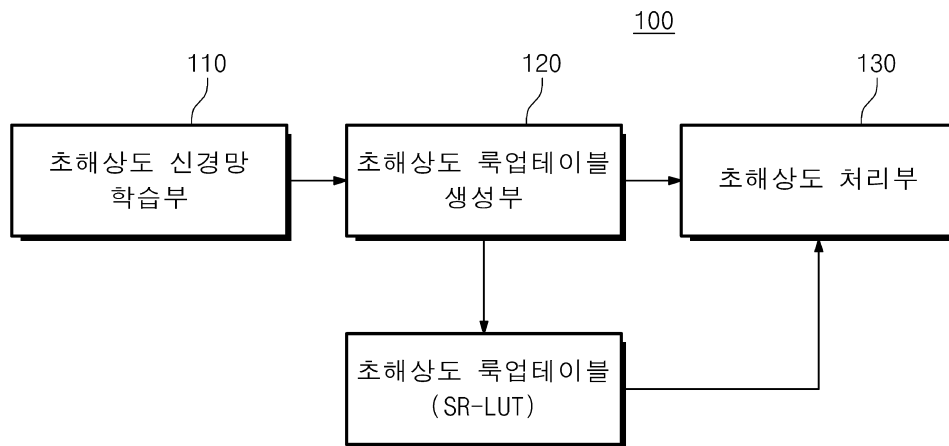 100
110
120
130
초해상도 신경망
학습부
초해상도 룩업테이블
생성부
초해상도 처리부
초해상도 룩업테이블
(SR-LUT)